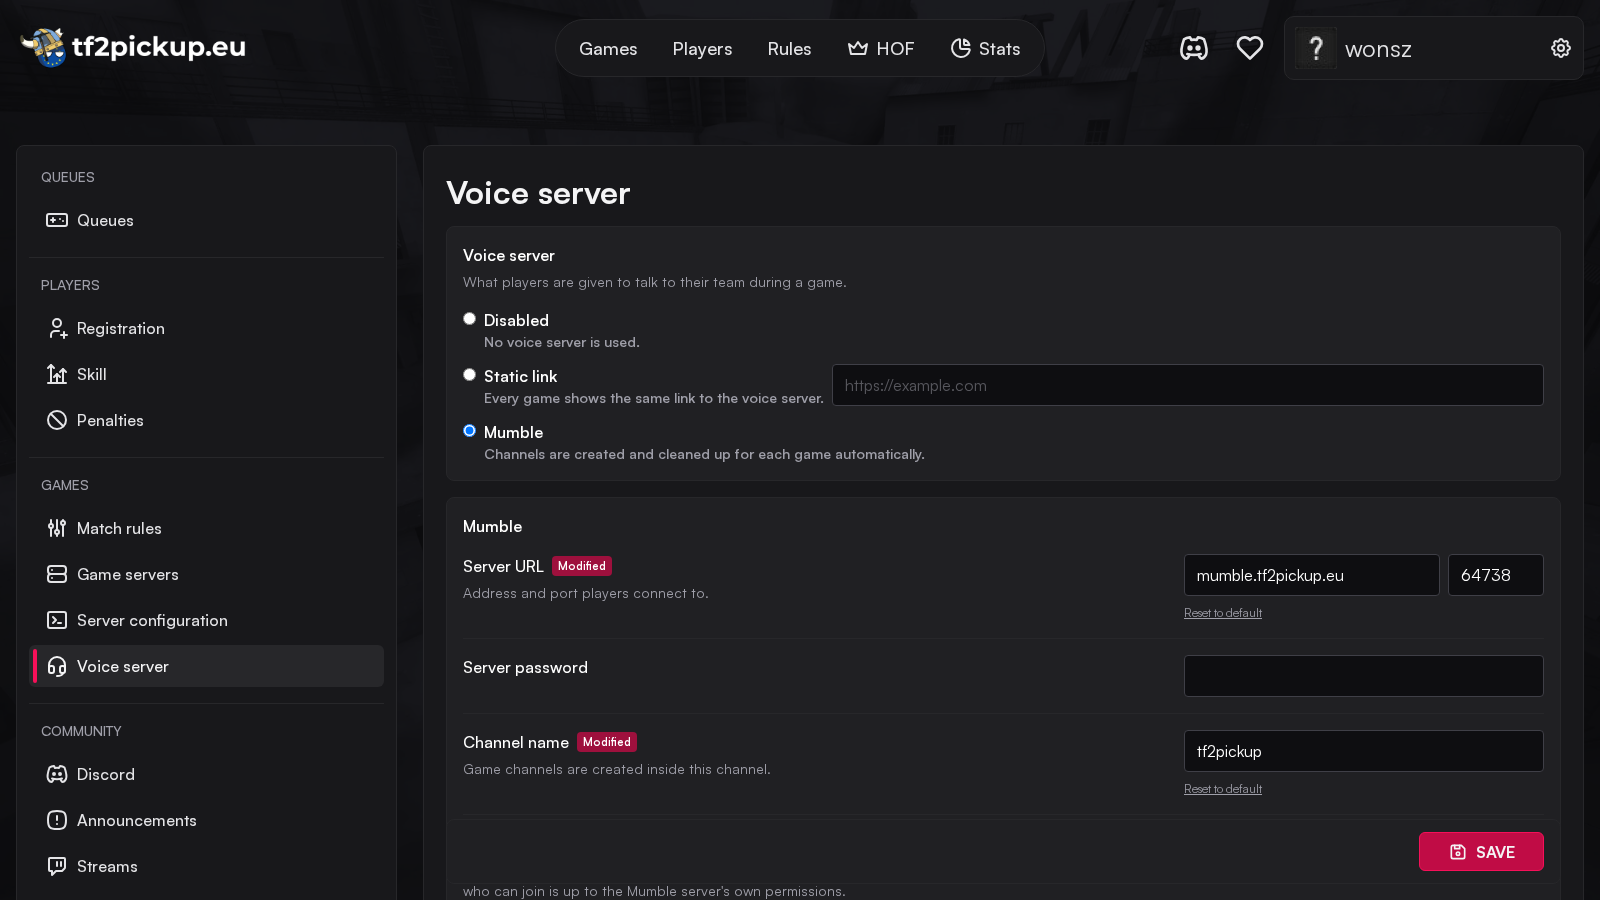 tf2pickup.eu
Games Players Rules HOF Stats
wonsz
QUEUES
Queues
PLAYERS
Registration
Skill
Penalties
GAMES
Match rules
Game servers
Server configuration
Voice server
COMMUNITY
Discord
Announcements
Streams
Voice server
Voice server
What players are given to talk to their team during a game.
Disabled
No voice server is used.
Static link
Every game shows the same link to the voice server.
https://example.com
Mumble
Channels are created and cleaned up for each game automatically.
Mumble
Server URL Modified
Address and port players connect to.
mumble.tf2pickup.eu 64738
Reset to default
Server password
Channel name Modified
Game channels are created inside this channel.
tf2pickup
Reset to default
SAVE
who can join is up to the Mumble server's own permissions.